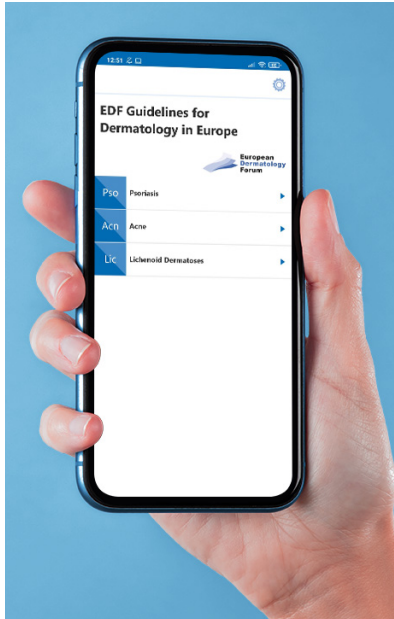 12:51
EDF Guidelines for
Dermatology in Europe
European
Dermatology
Forum
Pso Psoriasis
Acn Acne
Lic Lichenoid Dermatoses